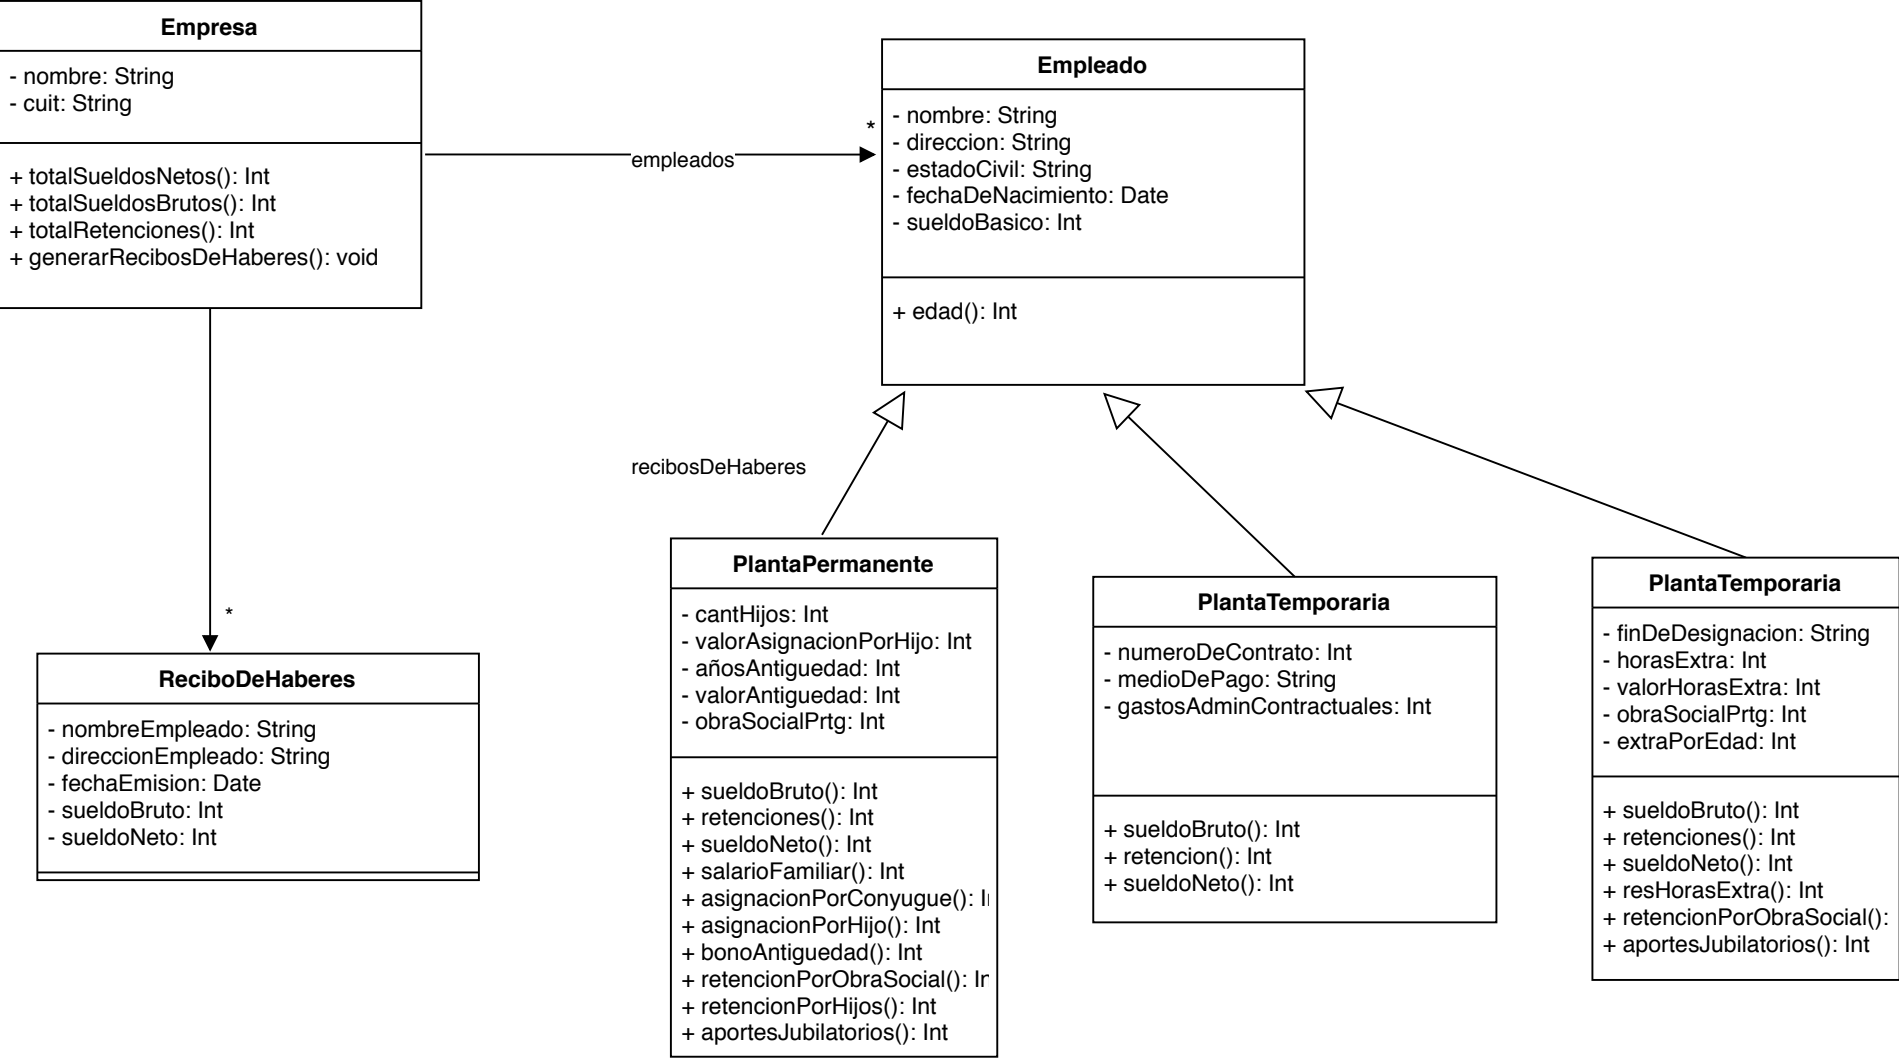 Empresa
- nombre: String
- cuit: String
+ totalSueldosNetos(): Int
+ totalSueldosBrutos(): Int
+ totalRetenciones(): Int
+ generarRecibosDeHaberes(): void
empleados
*
Empleado
- nombre: String
- direccion: String
- estadoCivil: String
- fechaDeNacimiento: Date
- sueldoBasico: Int
+ edad(): Int
recibosDeHaberes
*
ReciboDeHaberes
- nombreEmpleado: String
- direccionEmpleado: String
- fechaEmision: Date
- sueldoBruto: Int
- sueldoNeto: Int
PlantaPermanente
- cantHijos: Int
- valorAsignacionPorHijo: Int
- añosAntiguedad: Int
- valorAntiguedad: Int
- obraSocialPrtg: Int
+ sueldoBruto(): Int
+ retenciones(): Int
+ sueldoNeto(): Int
+ salarioFamiliar(): Int
+ asignacionPorConyugue(): I
+ asignacionPorHijo(): Int
+ bonoAntiguedad(): Int
+ retencionPorObraSocial(): In
+ retencionPorHijos(): Int
+ aportesJubilatorios(): Int
PlantaTemporaria
- numeroDeContrato: Int
- medioDePago: String
- gastosAdminContractuales: Int
+ sueldoBruto(): Int
+ retencion(): Int
+ sueldoNeto(): Int
PlantaTemporaria
- finDeDesignacion: String
- horasExtra: Int
- valorHorasExtra: Int
- obraSocialPrtg: Int
- extraPorEdad: Int
+ sueldoBruto(): Int
+ retenciones(): Int
+ sueldoNeto(): Int
+ resHorasExtra(): Int
+ retencionPorObraSocial():
+ aportesJubilatorios(): Int